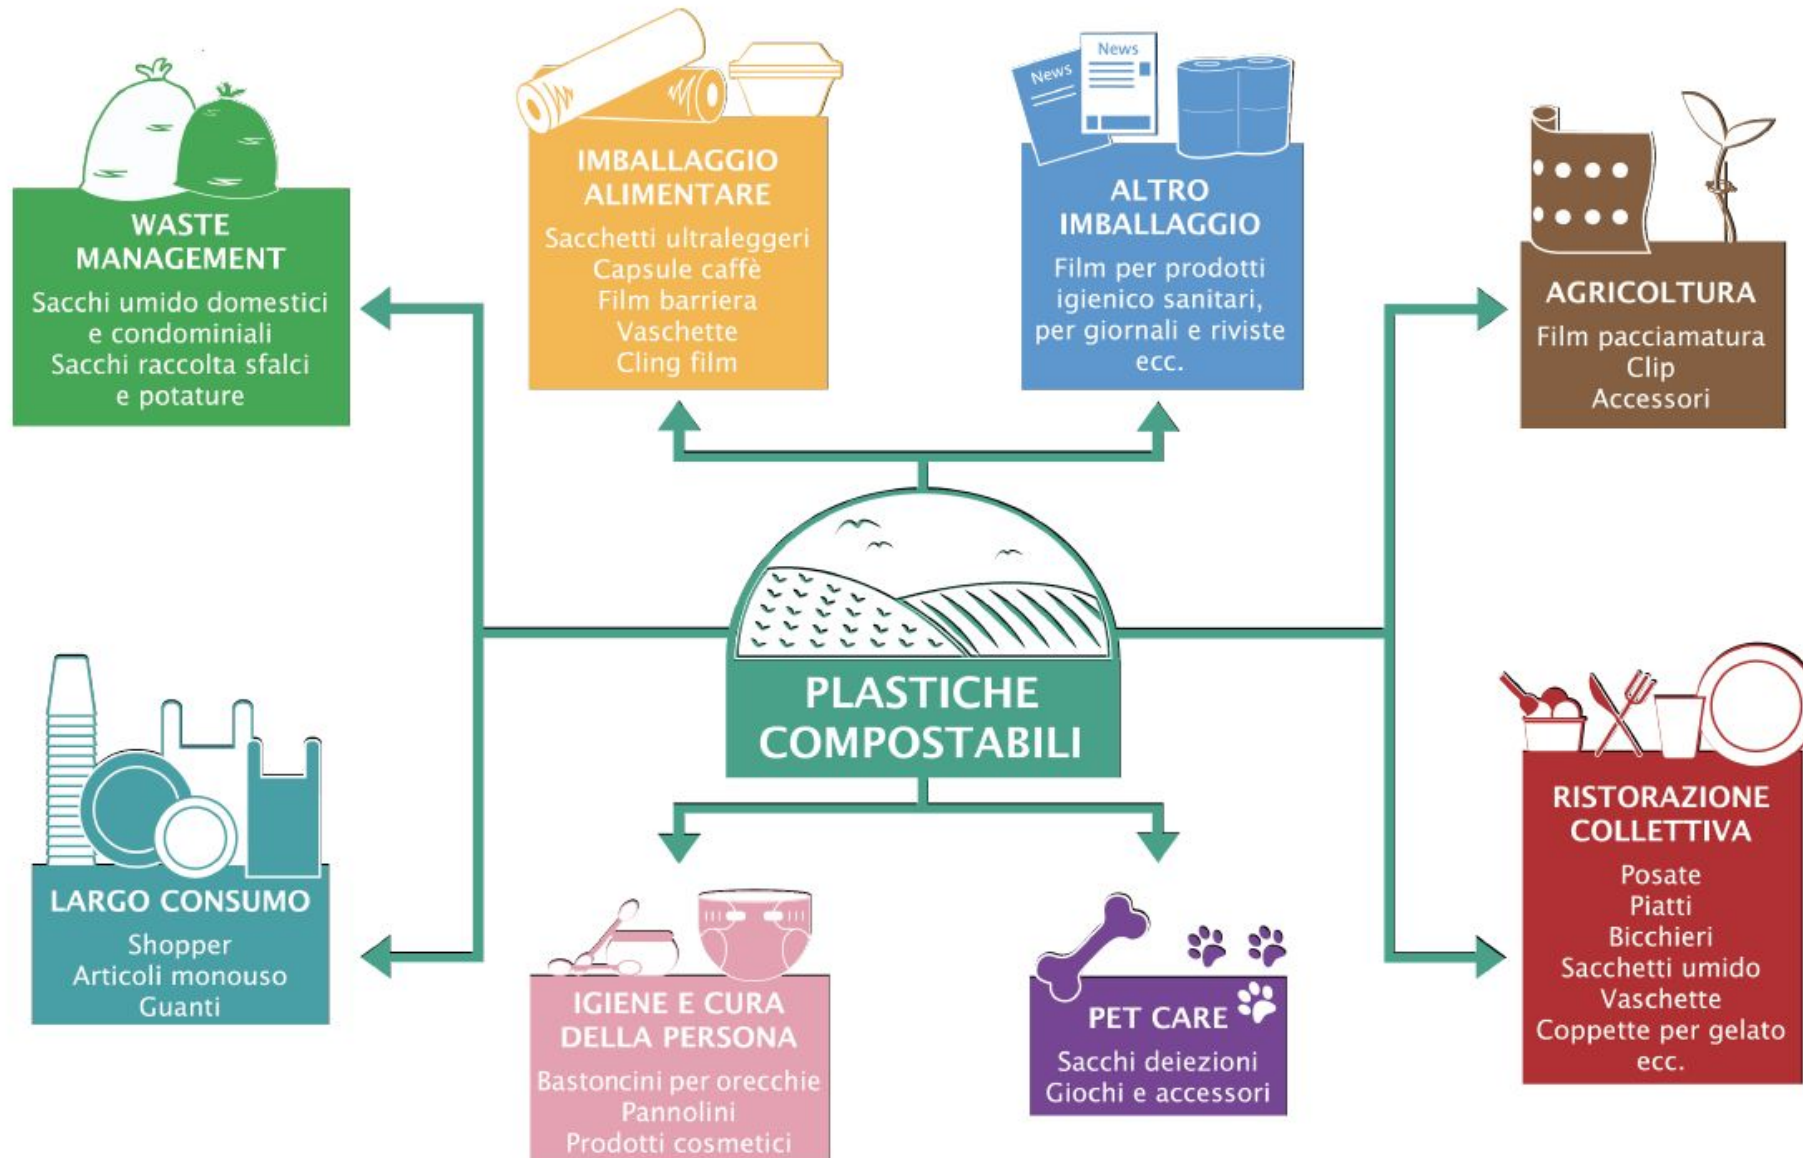 WASTE
MANAGEMENT
Sacchi umido domestici
e condominiali
Sacchi raccolta sfalci
e potature
IMBALLAGGIO
ALIMENTARE
Sacchetti ultraleggeri
Capsule caffè
Film barriera
Vaschette
Cling film
News
News
ALTRO
IMBALLAGGIO
Film per prodotti
igienico sanitari,
per giornali e riviste
ecc.
AGRICOLTURA
Film pacciamatura
Clip
Accessori
PLASTICHE
COMPOSTABILI
LARGO CONSUMO
Shopper
Articoli monouso
Guanti
IGIENE E CURA
DELLA PERSONA
Bastoncini per orecchie
Pannolini
Prodotti cosmetici
PET CARE
Sacchi deiezioni
Giochi e accessori
RISTORAZIONE
COLLETTIVA
Posate
Piatti
Bicchieri
Sacchetti umido
Vaschette
Coppette per gelato
ecc.